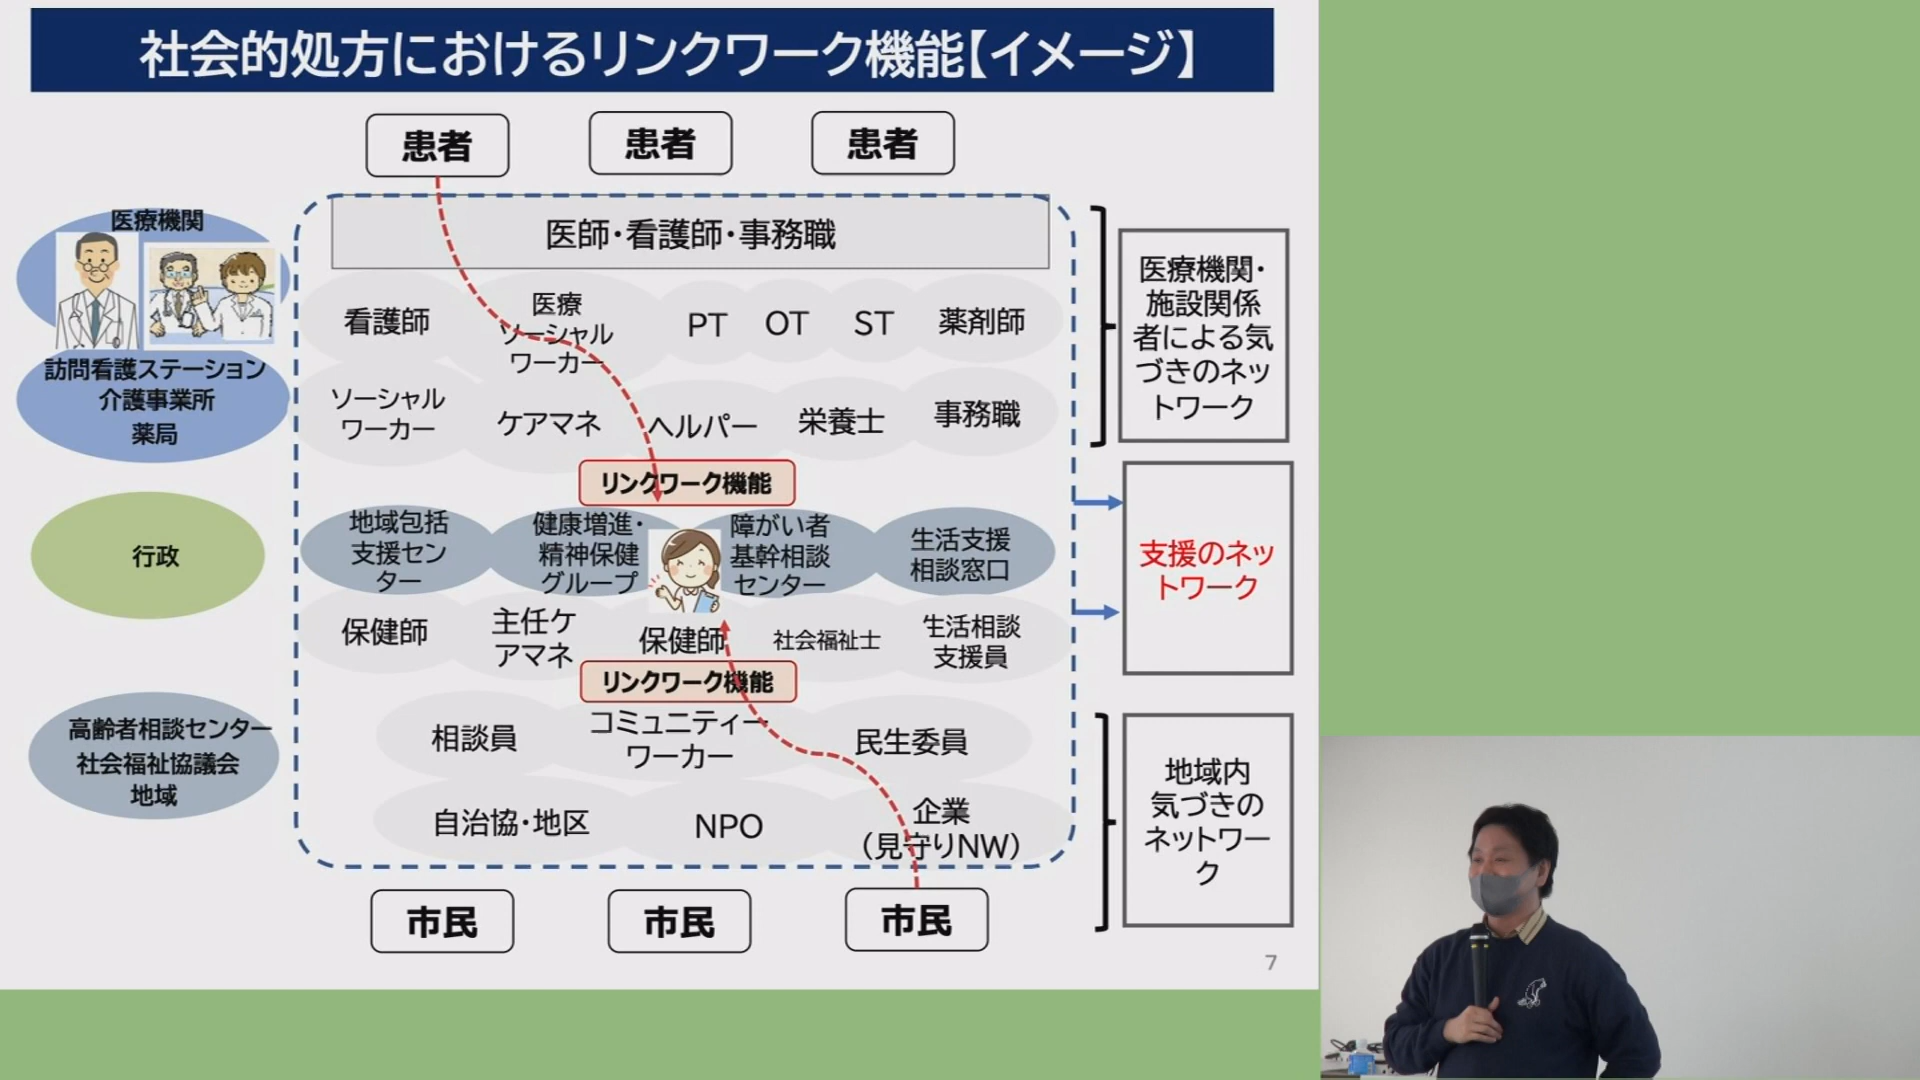 社会的処方におけるリンクワーク機能【イメージ】
患者
患者
患者
医療機関
訪問看護ステーション
介護事業所
薬局
行政
高齢者相談センター
社会福祉協議会
地域
医師・看護師・事務職
看護師
医療
ソーシャル
ワーカー
PT
OT
ST
薬剤師
ソーシャル
ワーカー
ケアマネ
ヘルパー
栄養士
事務職
リンクワーク機能
地域包括
支援セン
ター
健康増進・
精神保健
グループ
障がい者
基幹相談
センター
生活支援
相談窓口
保健師
主任ケ
アマネ
保健師
社会福祉士
生活相談
支援員
リンクワーク機能
相談員
コミュニティー
ワーカー
民生委員
自治協・地区
NPO
企業
（見守りNW）
市民
市民
市民
医療機関・
施設関係
者による気
づきのネッ
トワーク
支援のネッ
トワーク
地域内
気づきの
ネットワー
ク
7